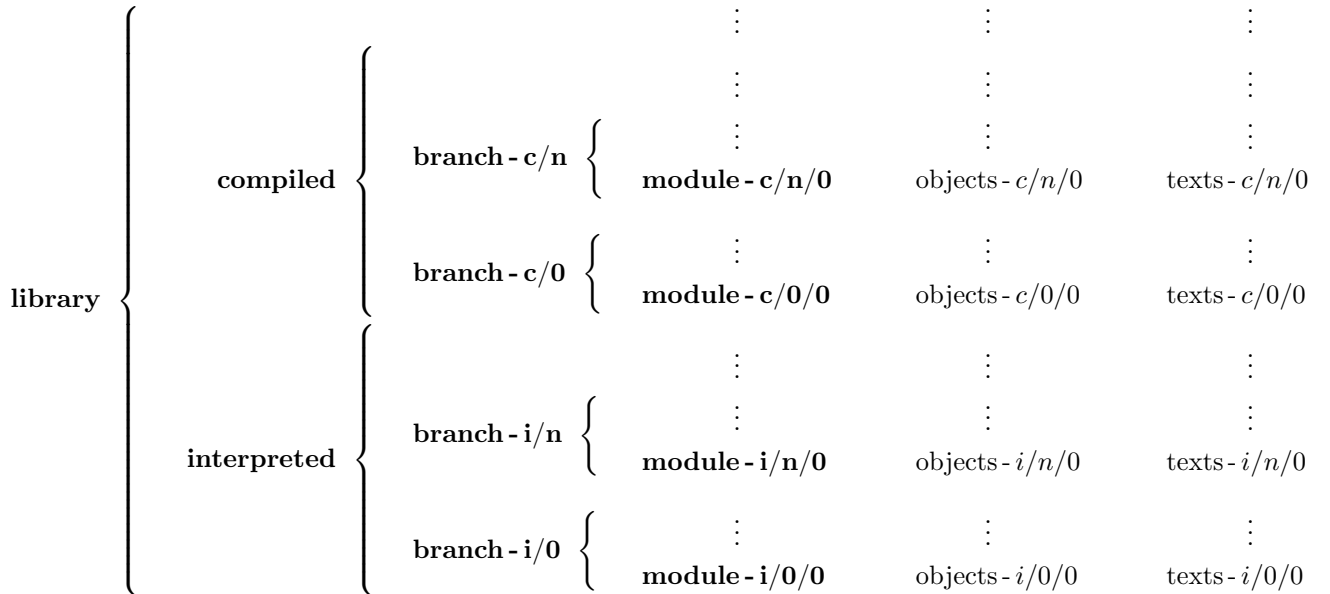 ⋮ ⋮ ⋮
⋮ ⋮ ⋮
⋮ ⋮ ⋮
branch - c/n
compiled
module - c/n/0 objects - c/n/0 texts - c/n/0
⋮ ⋮ ⋮
branch - c/0
library
module - c/0/0 objects - c/0/0 texts - c/0/0
⋮ ⋮ ⋮
⋮ ⋮ ⋮
branch - i/n
interpreted
module - i/n/0 objects - i/n/0 texts - i/n/0
⋮ ⋮ ⋮
branch - i/0
module - i/0/0 objects - i/0/0 texts - i/0/0